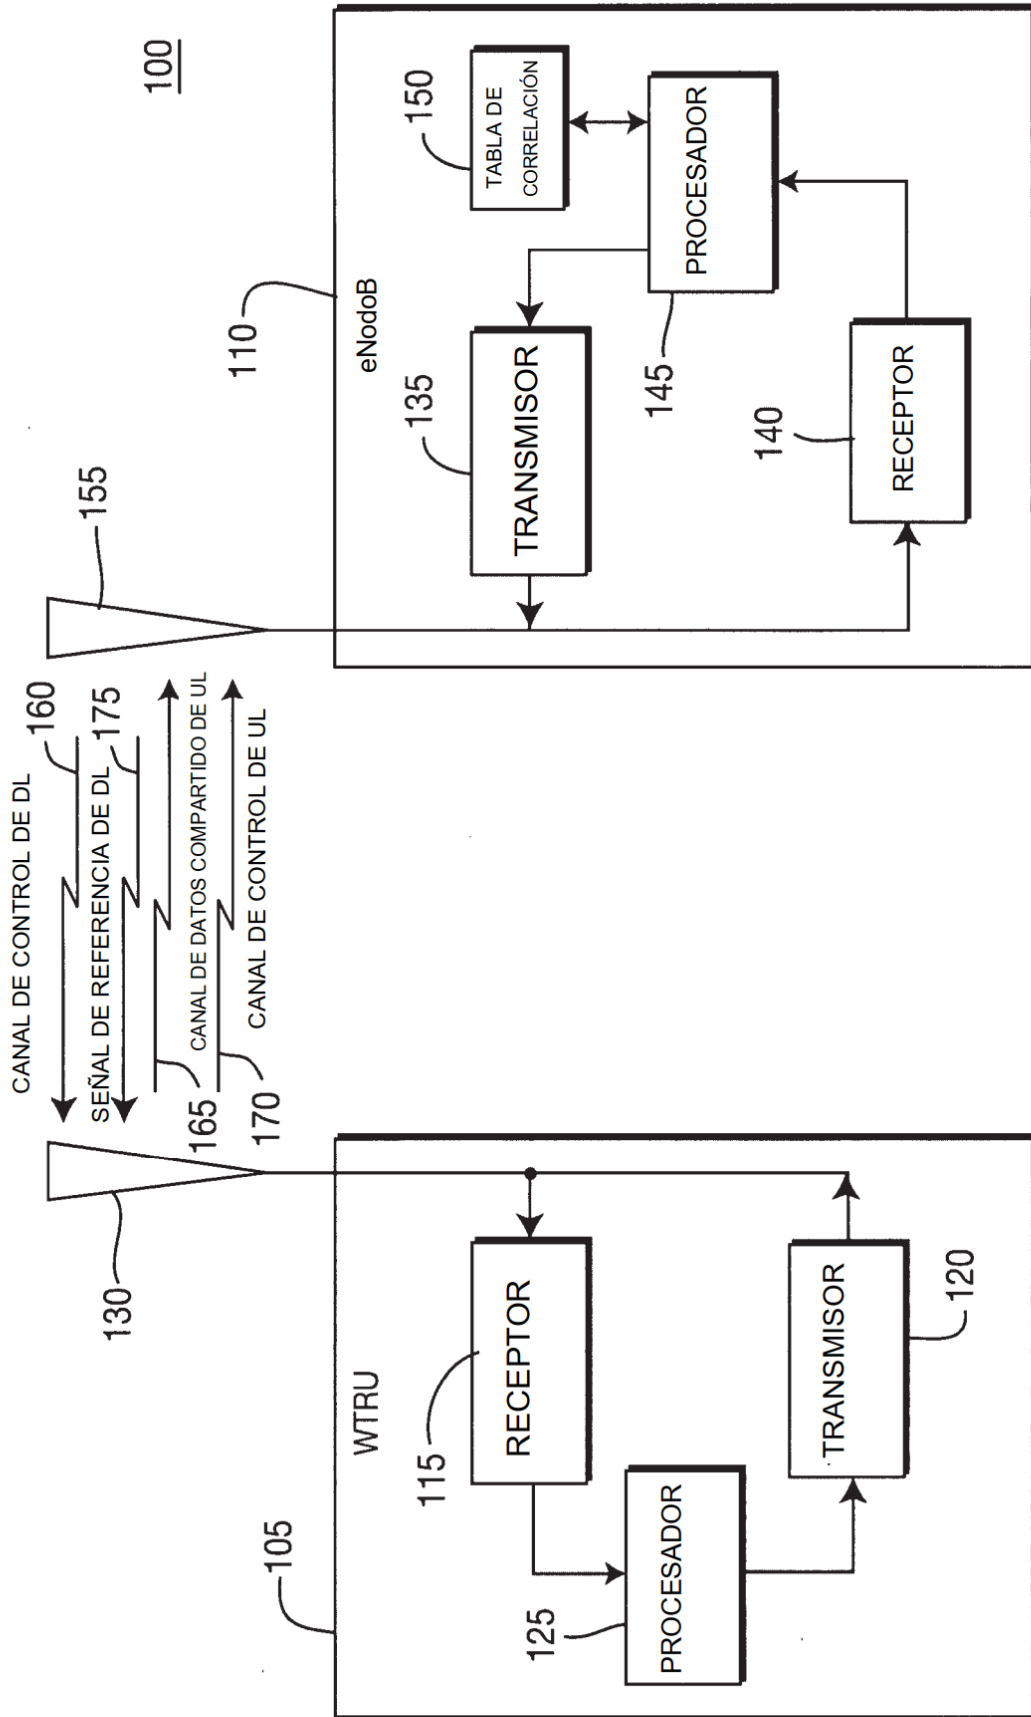 100
CANAL DE CONTROL DE DL
160
SEÑAL DE REFERENCIA DE DL
175
165
CANAL DE DATOS COMPARTIDO DE UL
170
CANAL DE CONTROL DE UL
130
155
105
WTRU
115
RECEPTOR
125
PROCESADOR
TRANSMISOR
120
110
eNodoB
135
TRANSMISOR
150
TABLA DE
CORRELACIÓN
145
PROCESADOR
140
RECEPTOR